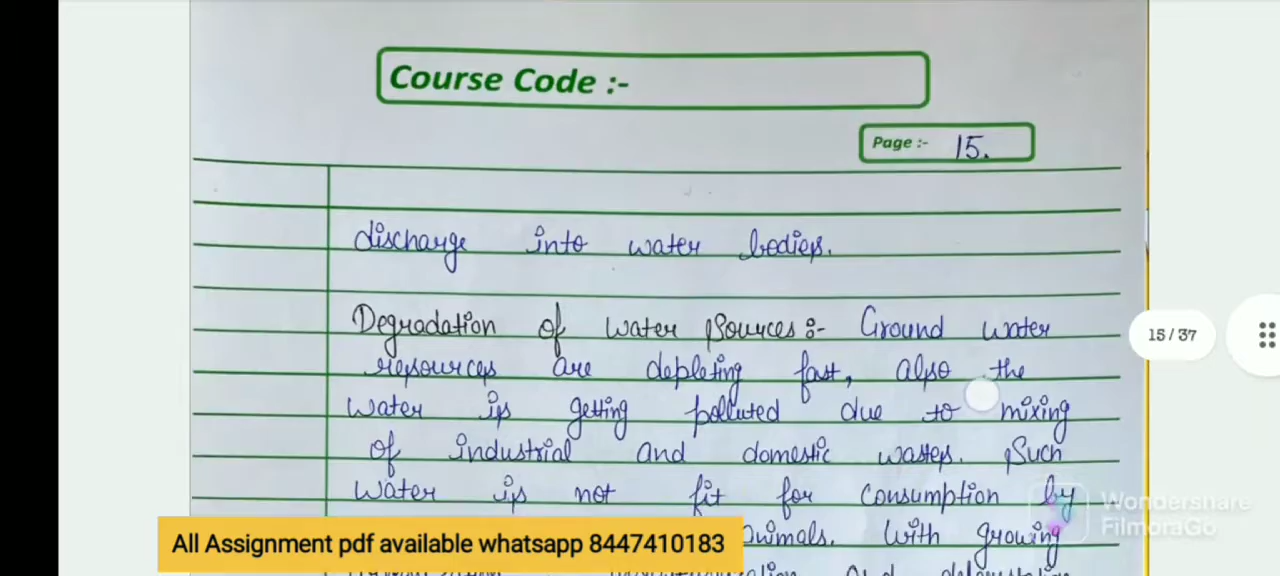 Course Code :-
Page :- 15.
discharge into water bodies.
Degradation of water sources:- Ground water
resources are depleting fast, also the
15 / 37
water is getting polluted due to mixing
of industrial and domestic wastes. Such
water is not fit for consumption by
Wondershare
FilmoraGo
animals. With growing
All Assignment pdf available whatsapp 8447410183
and